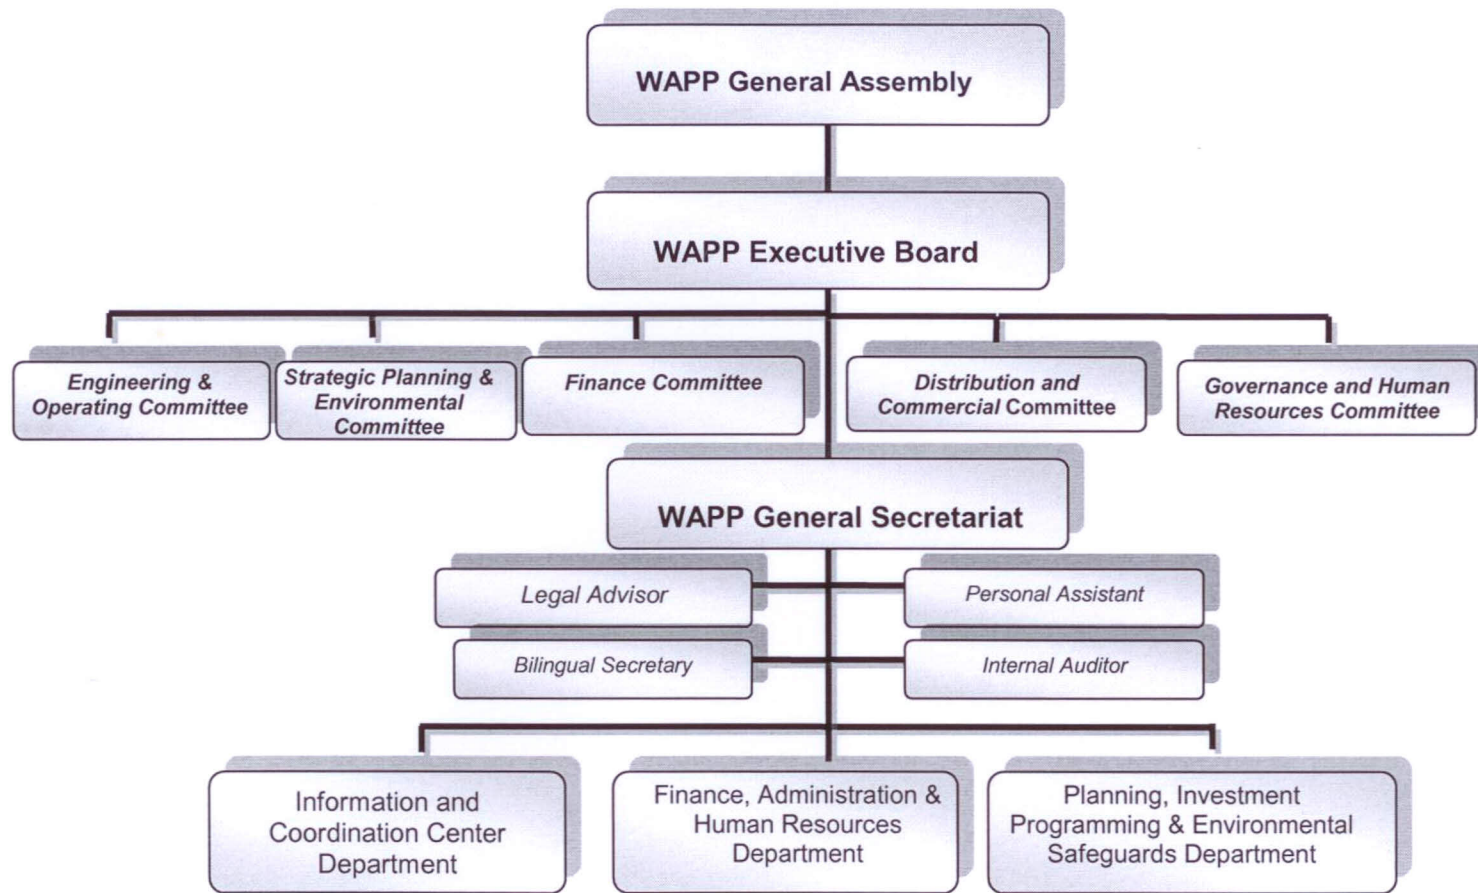 WAPP General Assembly
WAPP Executive Board
Engineering &
Operating Committee
Strategic Planning &
Environmental
Committee
Finance Committee
Distribution and
Commercial Committee
Governance and Human
Resources Committee
WAPP General Secretariat
Legal Advisor
Personal Assistant
Bilingual Secretary
Internal Auditor
Information and
Coordination Center
Department
Finance, Administration &
Human Resources
Department
Planning, Investment
Programming & Environmental
Safeguards Department